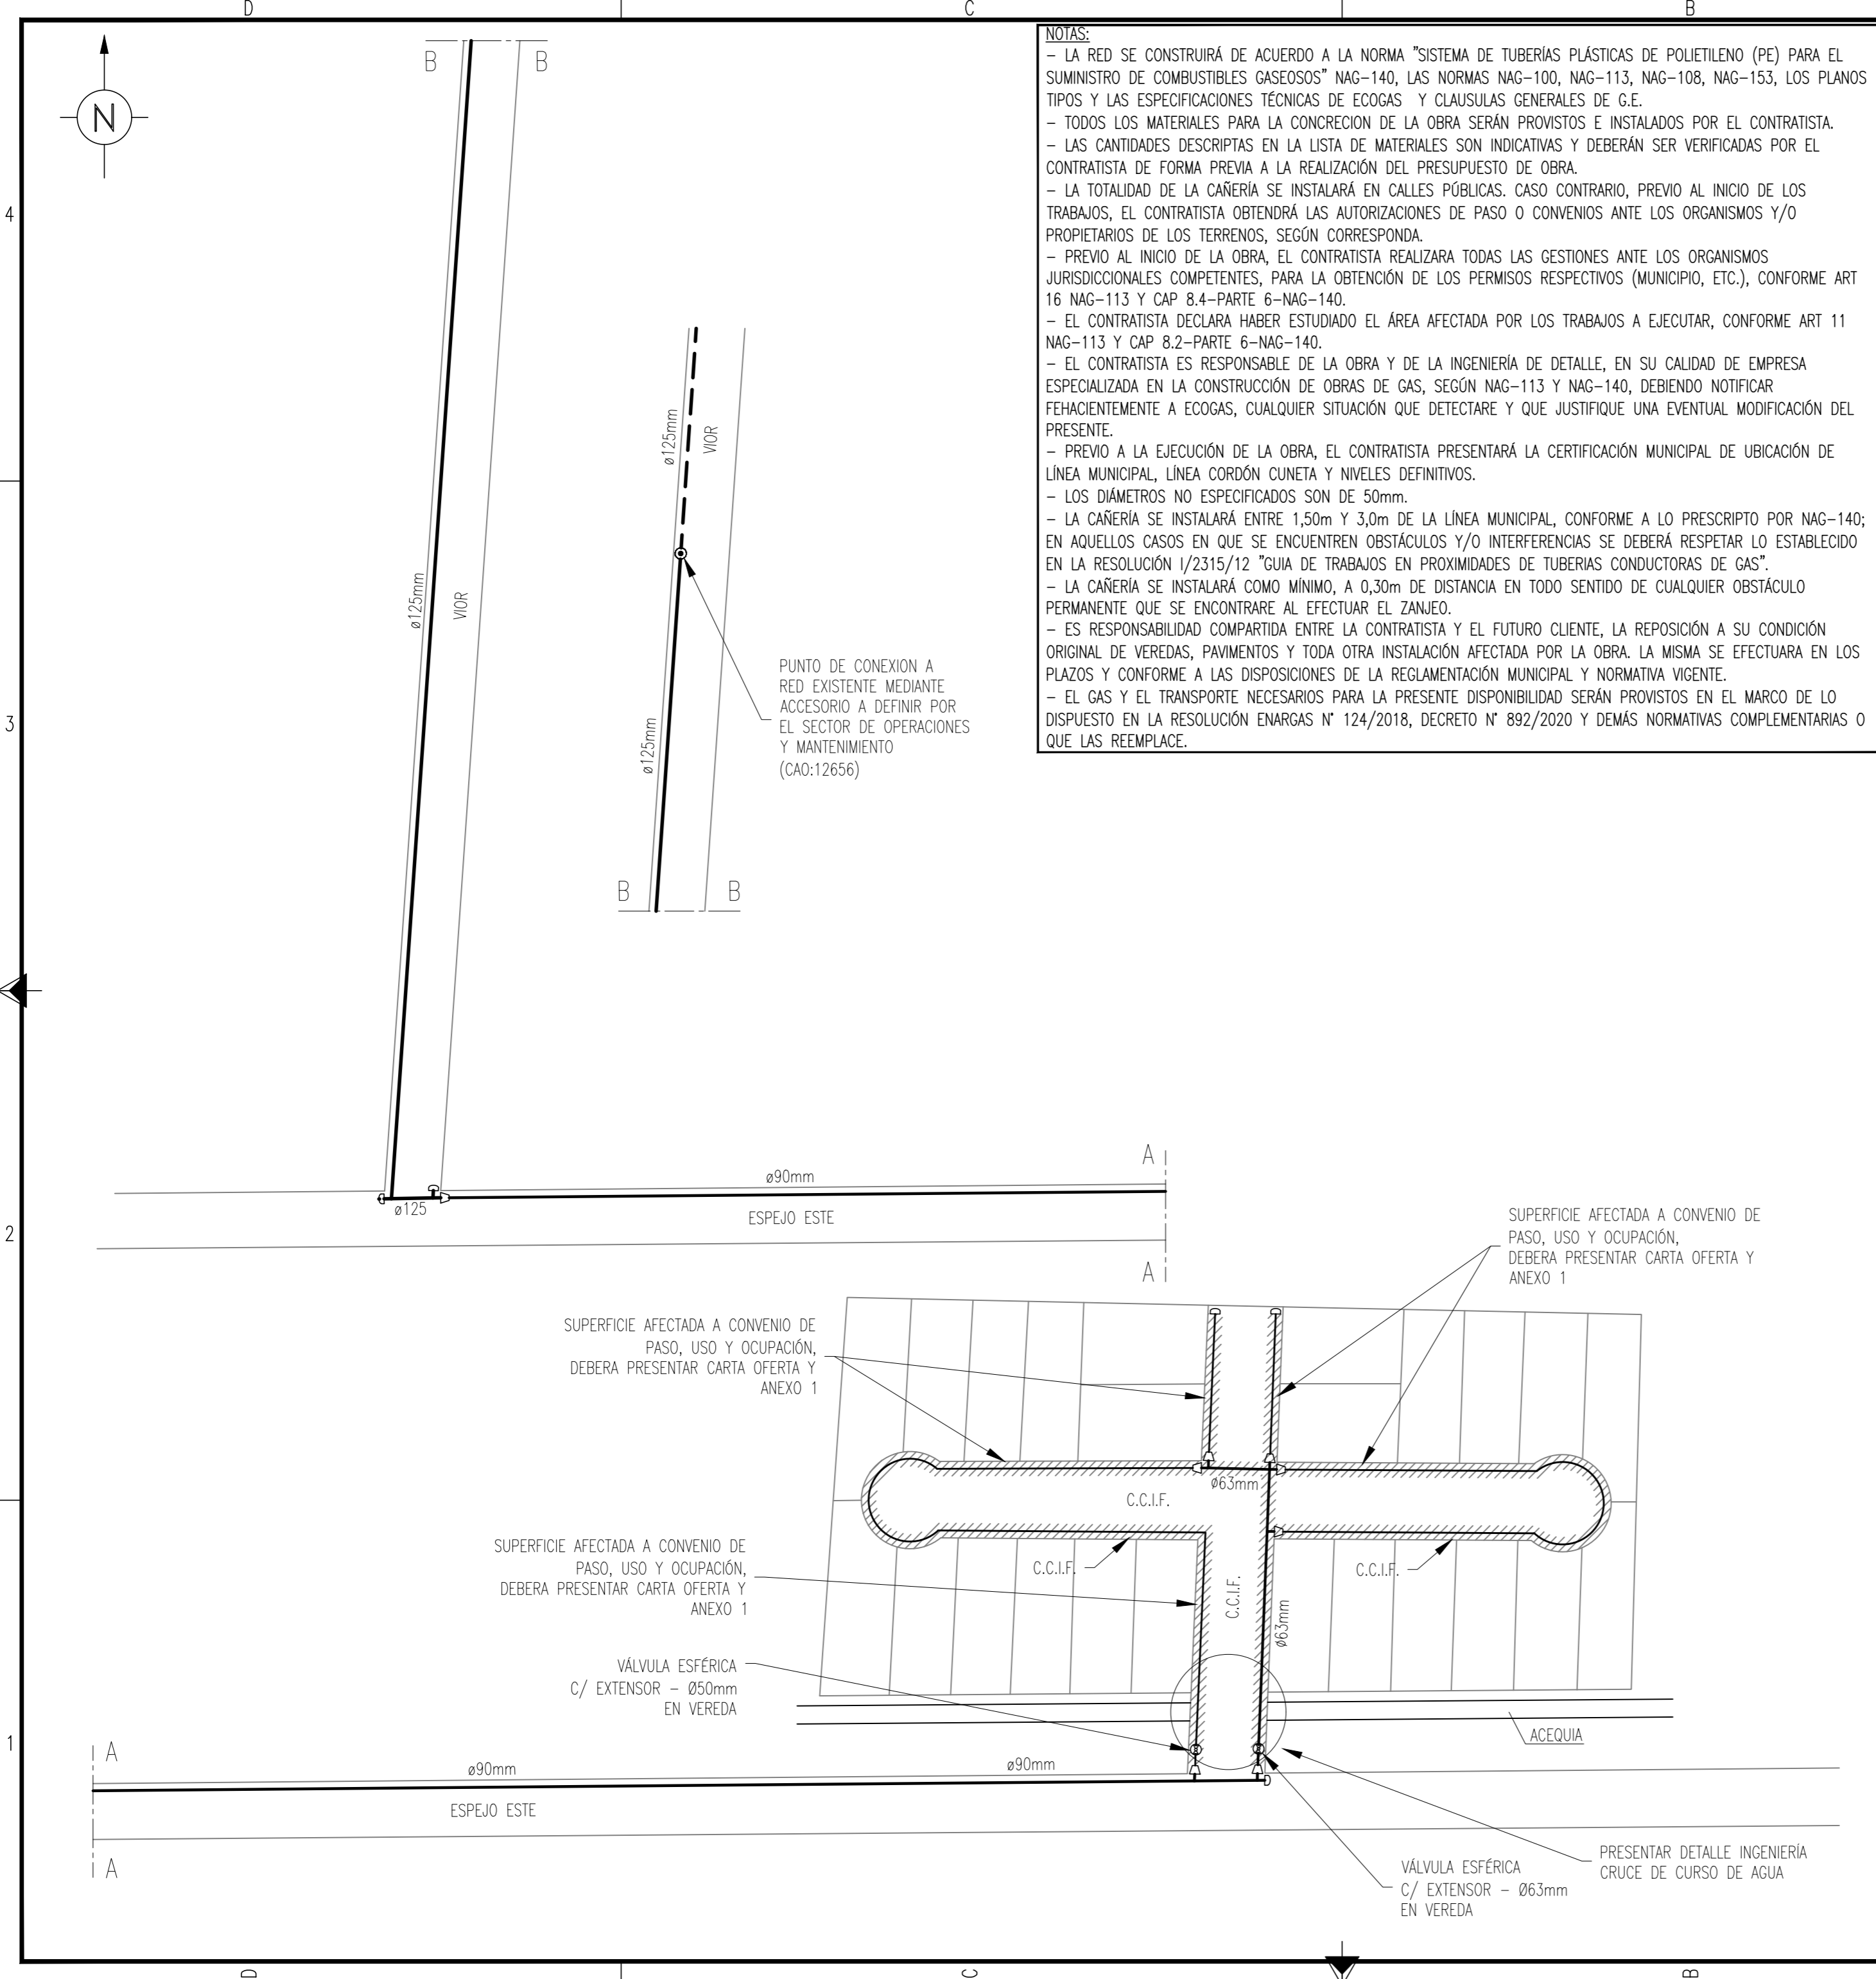 D
C
B
4
3
2
1
N
B
B
ø125mm
VIOR
ø125mm
VIOR
ø125mm
B
B
PUNTO DE CONEXION A
RED EXISTENTE MEDIANTE
ACCESORIO A DEFINIR POR
EL SECTOR DE OPERACIONES
Y MANTENIMIENTO
(CAO:12656)
NOTAS:
– LA RED SE CONSTRUIRÁ DE ACUERDO A LA NORMA "SISTEMA DE TUBERÍAS PLÁSTICAS DE POLIETILENO (PE) PARA EL
SUMINISTRO DE COMBUSTIBLES GASEOSOS" NAG–140, LAS NORMAS NAG–100, NAG–113, NAG–108, NAG–153, LOS PLANOS
TIPOS Y LAS ESPECIFICACIONES TÉCNICAS DE ECOGAS Y CLAUSULAS GENERALES DE G.E.
– TODOS LOS MATERIALES PARA LA CONCRECION DE LA OBRA SERÁN PROVISTOS E INSTALADOS POR EL CONTRATISTA.
– LAS CANTIDADES DESCRIPTAS EN LA LISTA DE MATERIALES SON INDICATIVAS Y DEBERÁN SER VERIFICADAS POR EL
CONTRATISTA DE FORMA PREVIA A LA REALIZACIÓN DEL PRESUPUESTO DE OBRA.
– LA TOTALIDAD DE LA CAÑERÍA SE INSTALARÁ EN CALLES PÚBLICAS. CASO CONTRARIO, PREVIO AL INICIO DE LOS
TRABAJOS, EL CONTRATISTA OBTENDRÁ LAS AUTORIZACIONES DE PASO O CONVENIOS ANTE LOS ORGANISMOS Y/O
PROPIETARIOS DE LOS TERRENOS, SEGÚN CORRESPONDA.
– PREVIO AL INICIO DE LA OBRA, EL CONTRATISTA REALIZARA TODAS LAS GESTIONES ANTE LOS ORGANISMOS
JURISDICCIONALES COMPETENTES, PARA LA OBTENCIÓN DE LOS PERMISOS RESPECTIVOS (MUNICIPIO, ETC.), CONFORME ART
16 NAG–113 Y CAP 8.4–PARTE 6–NAG–140.
– EL CONTRATISTA DECLARA HABER ESTUDIADO EL ÁREA AFECTADA POR LOS TRABAJOS A EJECUTAR, CONFORME ART 11
NAG–113 Y CAP 8.2–PARTE 6–NAG–140.
– EL CONTRATISTA ES RESPONSABLE DE LA OBRA Y DE LA INGENIERÍA DE DETALLE, EN SU CALIDAD DE EMPRESA
ESPECIALIZADA EN LA CONSTRUCCIÓN DE OBRAS DE GAS, SEGÚN NAG–113 Y NAG–140, DEBIENDO NOTIFICAR
FEHACIENTEMENTE A ECOGAS, CUALQUIER SITUACIÓN QUE DETECTARE Y QUE JUSTIFIQUE UNA EVENTUAL MODIFICACIÓN DEL
PRESENTE.
– PREVIO A LA EJECUCIÓN DE LA OBRA, EL CONTRATISTA PRESENTARÁ LA CERTIFICACIÓN MUNICIPAL DE UBICACIÓN DE
LÍNEA MUNICIPAL, LÍNEA CORDÓN CUNETA Y NIVELES DEFINITIVOS.
– LOS DIÁMETROS NO ESPECIFICADOS SON DE 50mm.
– LA CAÑERÍA SE INSTALARÁ ENTRE 1,50m Y 3,0m DE LA LÍNEA MUNICIPAL, CONFORME A LO PRESCRIPTO POR NAG–140;
EN AQUELLOS CASOS EN QUE SE ENCUENTREN OBSTÁCULOS Y/O INTERFERENCIAS SE DEBERÁ RESPETAR LO ESTABLECIDO
EN LA RESOLUCIÓN I/2315/12 "GUIA DE TRABAJOS EN PROXIMIDADES DE TUBERIAS CONDUCTORAS DE GAS".
– LA CAÑERÍA SE INSTALARÁ COMO MÍNIMO, A 0,30m DE DISTANCIA EN TODO SENTIDO DE CUALQUIER OBSTÁCULO
PERMANENTE QUE SE ENCONTRARE AL EFECTUAR EL ZANJEO.
– ES RESPONSABILIDAD COMPARTIDA ENTRE LA CONTRATISTA Y EL FUTURO CLIENTE, LA REPOSICIÓN A SU CONDICIÓN
ORIGINAL DE VEREDAS, PAVIMENTOS Y TODA OTRA INSTALACIÓN AFECTADA POR LA OBRA. LA MISMA SE EFECTUARA EN LOS
PLAZOS Y CONFORME A LAS DISPOSICIONES DE LA REGLAMENTACIÓN MUNICIPAL Y NORMATIVA VIGENTE.
– EL GAS Y EL TRANSPORTE NECESARIOS PARA LA PRESENTE DISPONIBILIDAD SERÁN PROVISTOS EN EL MARCO DE LO
DISPUESTO EN LA RESOLUCIÓN ENARGAS N° 124/2018, DECRETO N° 892/2020 Y DEMÁS NORMATIVAS COMPLEMENTARIAS O
QUE LAS REEMPLACE.
A
ø90mm
ø125
ESPEJO ESTE
A
SUPERFICIE AFECTADA A CONVENIO DE
PASO, USO Y OCUPACIÓN,
DEBERA PRESENTAR CARTA OFERTA Y
ANEXO 1
SUPERFICIE AFECTADA A CONVENIO DE
PASO, USO Y OCUPACIÓN,
DEBERA PRESENTAR CARTA OFERTA Y
ANEXO 1
ø63mm
C.C.I.F.
SUPERFICIE AFECTADA A CONVENIO DE
PASO, USO Y OCUPACIÓN,
DEBERA PRESENTAR CARTA OFERTA Y
ANEXO 1
C.C.I.F.
C.C.I.F.
C.C.I.F.
ø63mm
VÁLVULA ESFÉRICA
C/ EXTENSOR – Ø50mm
EN VEREDA
ACEQUIA
A
ø90mm
ø90mm
ESPEJO ESTE
A
PRESENTAR DETALLE INGENIERÍA
CRUCE DE CURSO DE AGUA
VÁLVULA ESFÉRICA
C/ EXTENSOR – Ø63mm
EN VEREDA
D
C
B